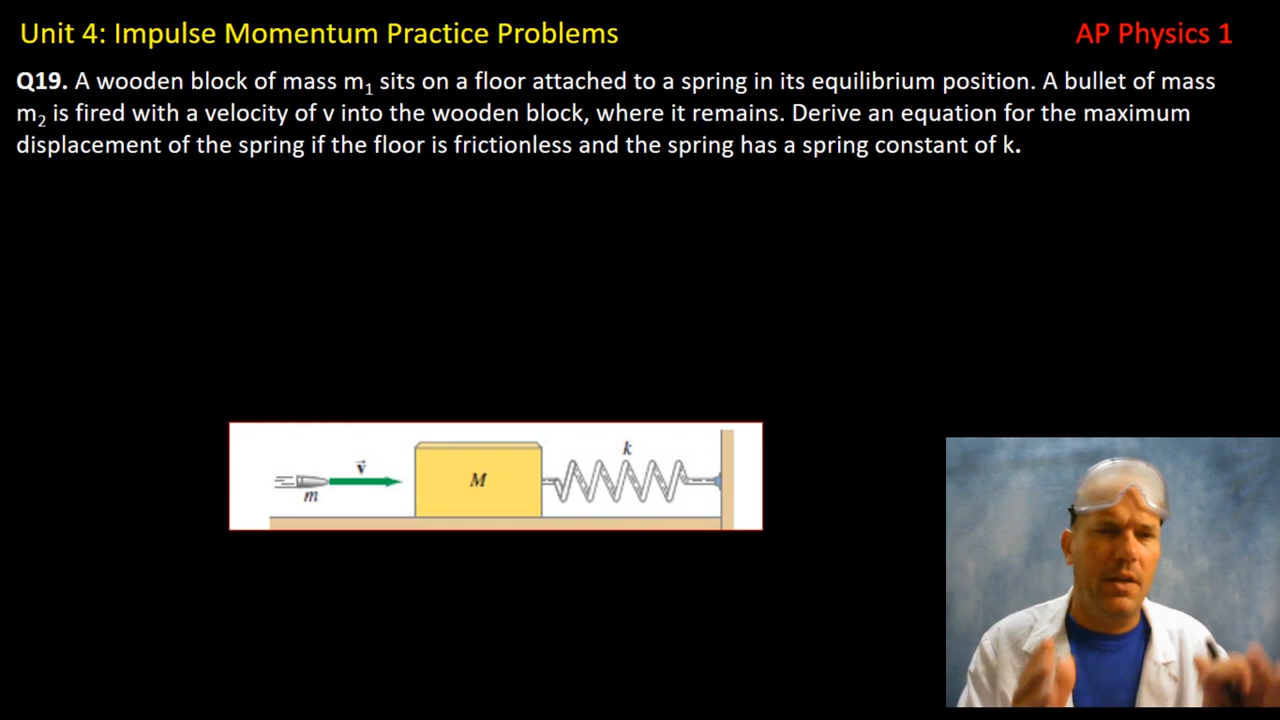 Unit 4: Impulse Momentum Practice Problems
AP Physics 1
Q19. A wooden block of mass m₁ sits on a floor attached to a spring in its equilibrium position. A bullet of mass
m₂ is fired with a velocity of v into the wooden block, where it remains. Derive an equation for the maximum
displacement of the spring if the floor is frictionless and the spring has a spring constant of k.
k
v⃗
M
m